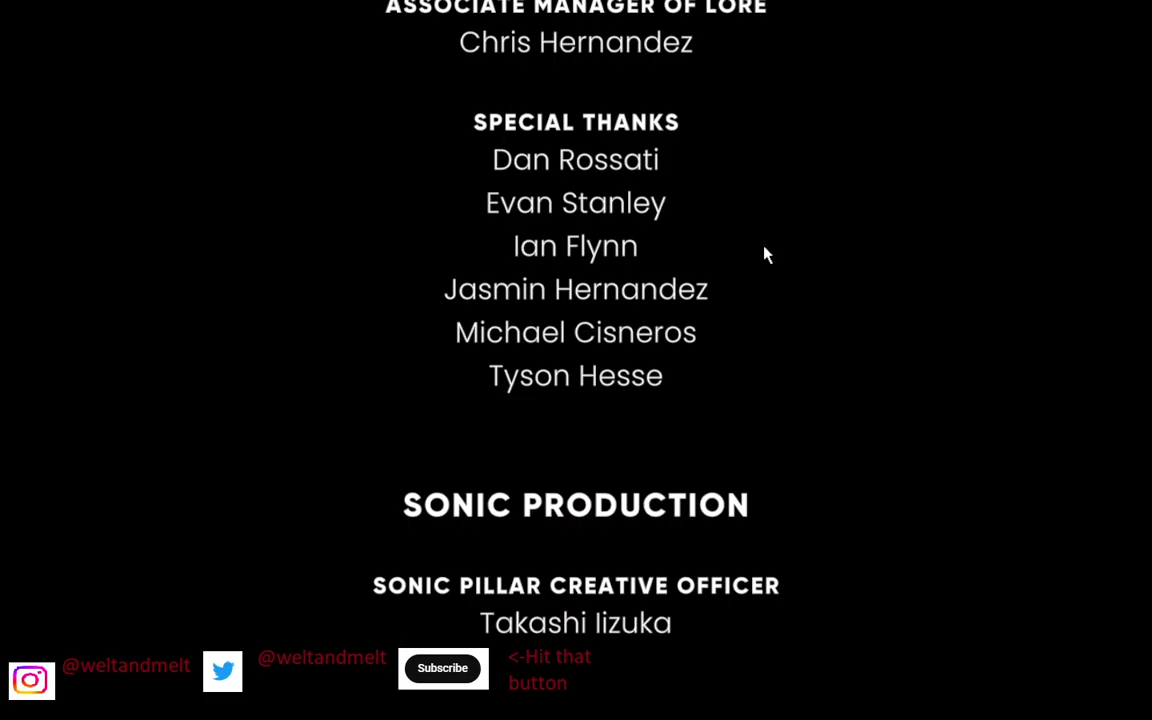 ASSOCIATE MANAGER OF LORE
Chris Hernandez
SPECIAL THANKS
Dan Rossati
Evan Stanley
Ian Flynn
Jasmin Hernandez
Michael Cisneros
Tyson Hesse
SONIC PRODUCTION
SONIC PILLAR CREATIVE OFFICER
Takashi Iizuka
@weltandmelt
@weltandmelt
Subscribe
<-Hit that
button